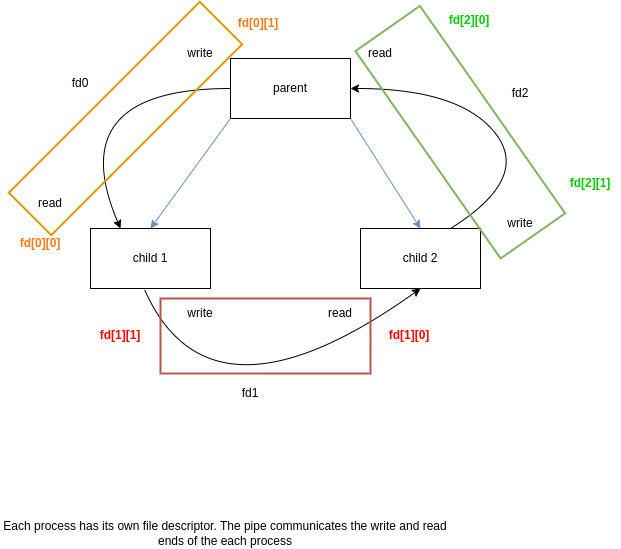 fd[0][1]
fd[2][0]
write
read
fd0
parent
fd2
fd[2][1]
read
write
fd[0][0]
child 1
child 2
write
read
fd[1][1]
fd[1][0]
fd1
Each process has its own file descriptor. The pipe communicates the write and read
ends of the each process